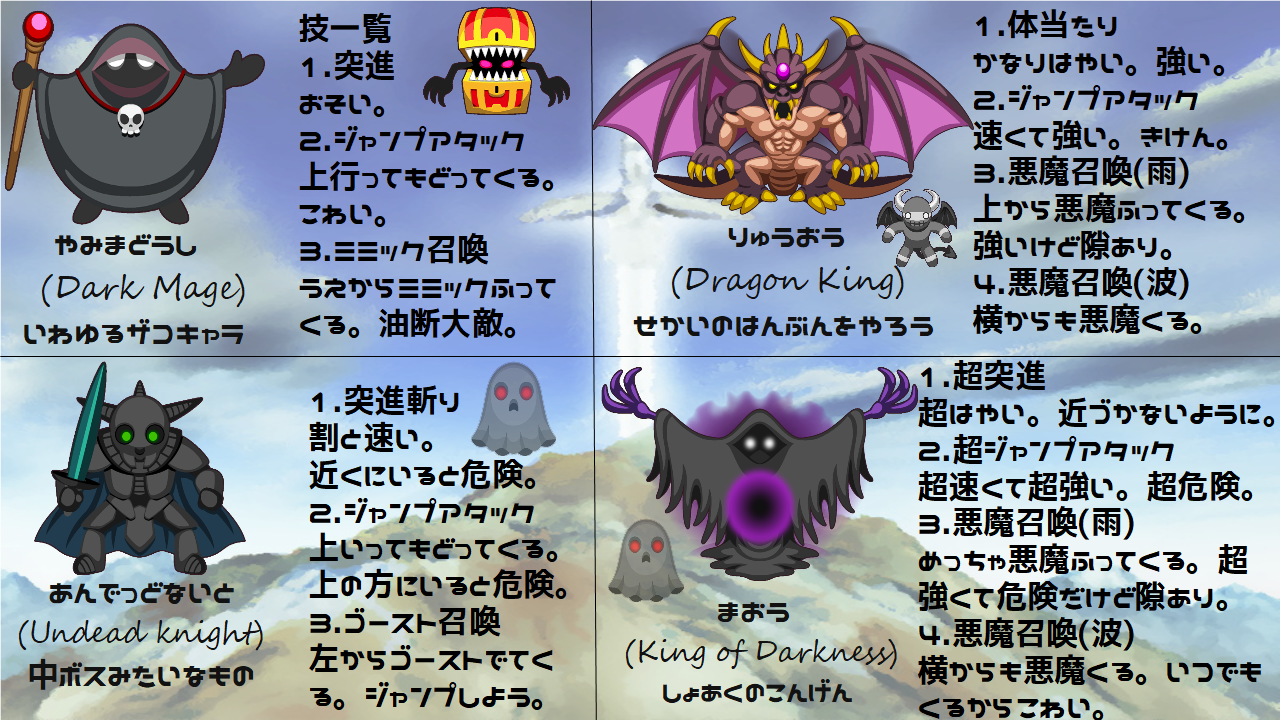 やみまどうし
(Dark Mage)
いわゆるザコキャラ
技一覧
1.突進
おそい。
2.ジャンプアタック
上行ってもどってくる。
こわい。
3.ミミック召喚
うえからミミックふって
くる。油断大敵。
りゅうおう
(Dragon King)
せかいのはんぶんをやろう
1.体当たり
かなりはやい。強い。
2.ジャンプアタック
速くて強い。きけん。
3.悪魔召喚(雨)
上から悪魔ふってくる。
強いけど隙あり。
4.悪魔召喚(波)
横からも悪魔くる。
あんでっどないと
(Undead knight)
中ボスみたいなもの
1.突進斬り
割と速い。
近くにいると危険。
2.ジャンプアタック
上いってもどってくる。
上の方にいると危険。
3.ゴースト召喚
左からゴーストでてく
る。ジャンプしよう。
まおう
(King of Darkness)
しょあくのこんげん
1.超突進
超はやい。近づかないように。
2.超ジャンプアタック
超速くて超強い。超危険。
3.悪魔召喚(雨)
めっちゃ悪魔ふってくる。超
強くて危険だけど隙あり。
4.悪魔召喚(波)
横からも悪魔くる。いつでも
くるからこわい。